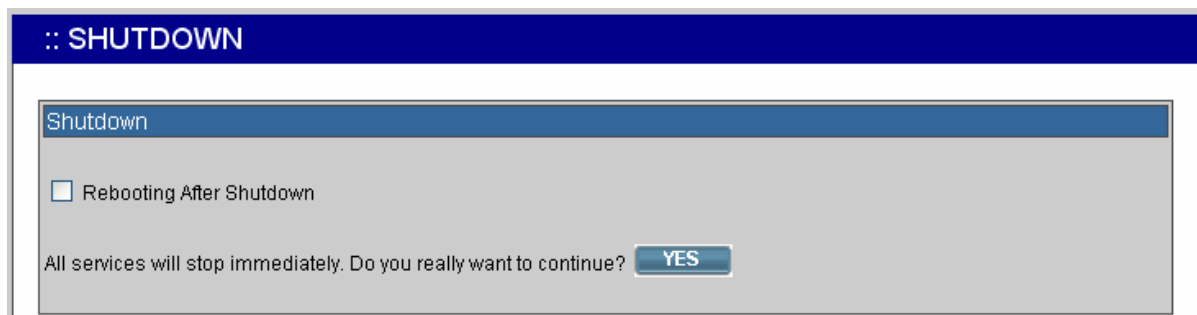 :: SHUTDOWN
Shutdown
Rebooting After Shutdown
All services will stop immediately. Do you really want to continue? YES